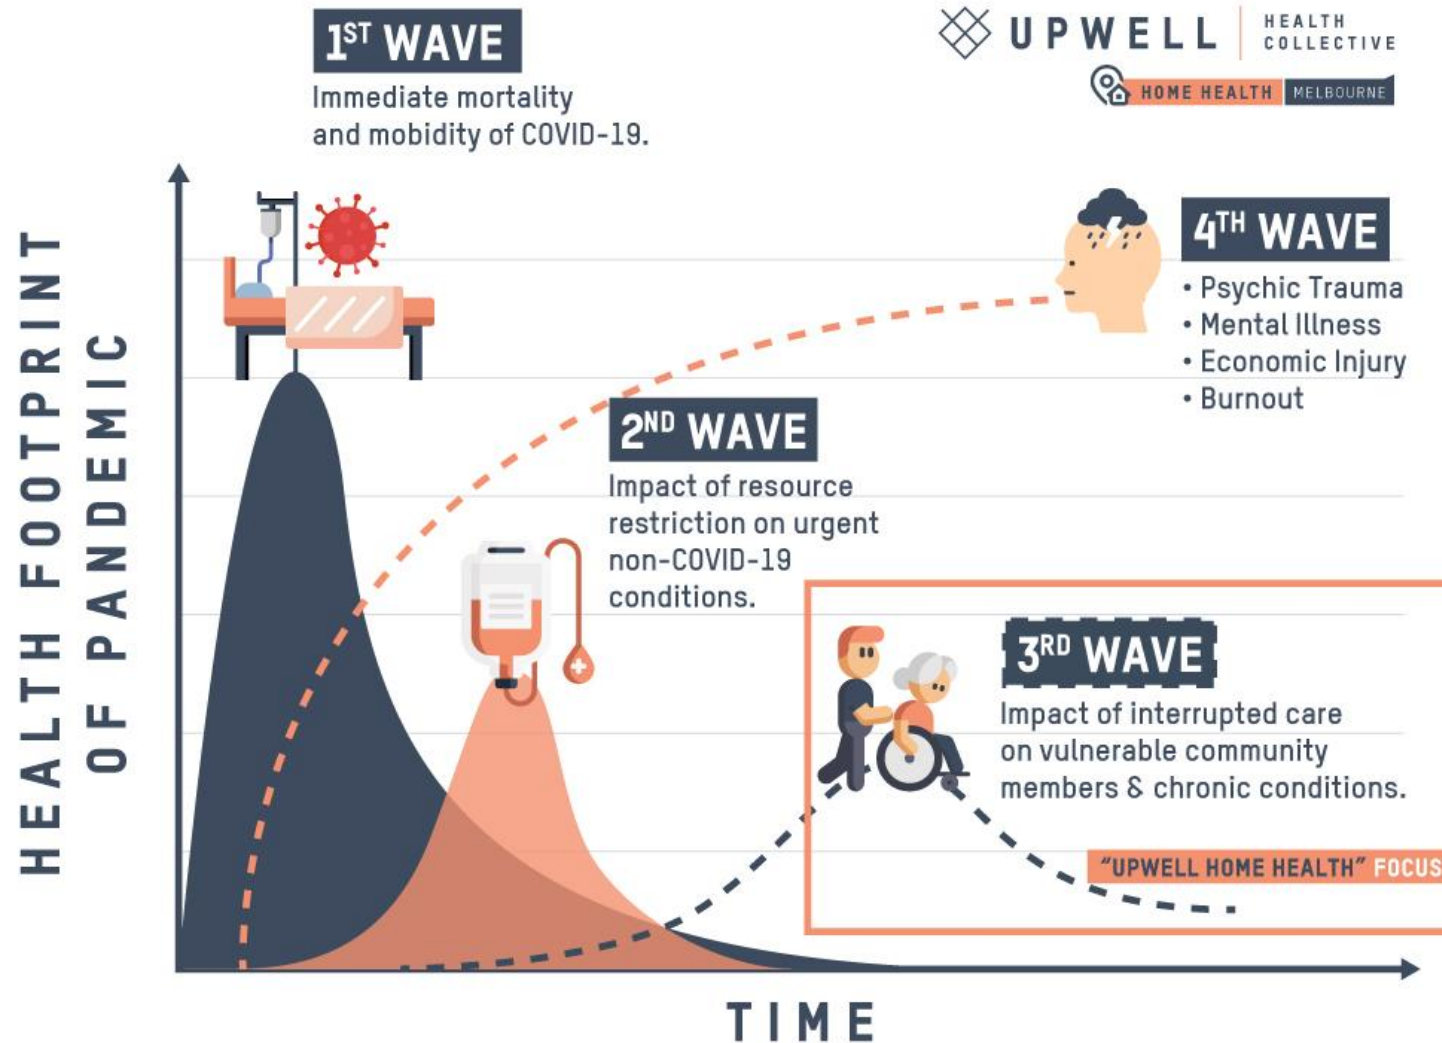 1ST WAVE
Immediate mortality
and mobidity of COVID-19.
UPWELL
HEALTH
COLLECTIVE
HOME HEALTH MELBOURNE
HEALTH FOOTPRINT
OF PANDEMIC
4TH WAVE
• Psychic Trauma
• Mental Illness
• Economic Injury
• Burnout
2ND WAVE
Impact of resource
restriction on urgent
non-COVID-19
conditions.
3RD WAVE
Impact of interrupted care
on vulnerable community
members & chronic conditions.
“UPWELL HOME HEALTH” FOCUS
TIME